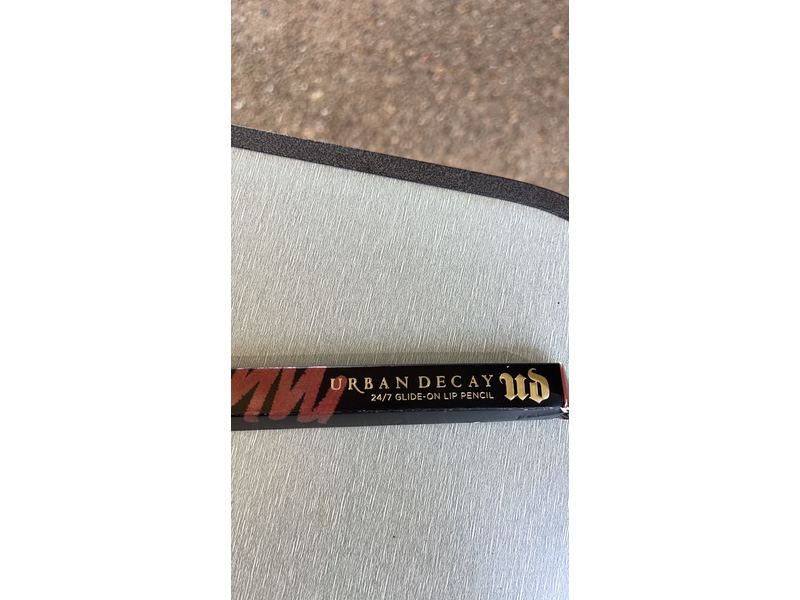 URBAN DECAY UD
24/7 GLIDE-ON LIP PENCIL